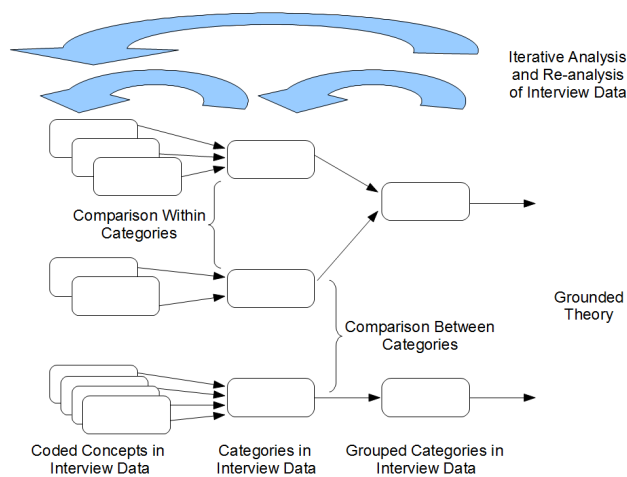 Iterative Analysis
and Re-analysis
of Interview Data
Comparison Within
Categories
Grounded
Theory
Comparison Between
Categories
Coded Concepts in
Interview Data
Categories in
Interview Data
Grouped Categories in
Interview Data